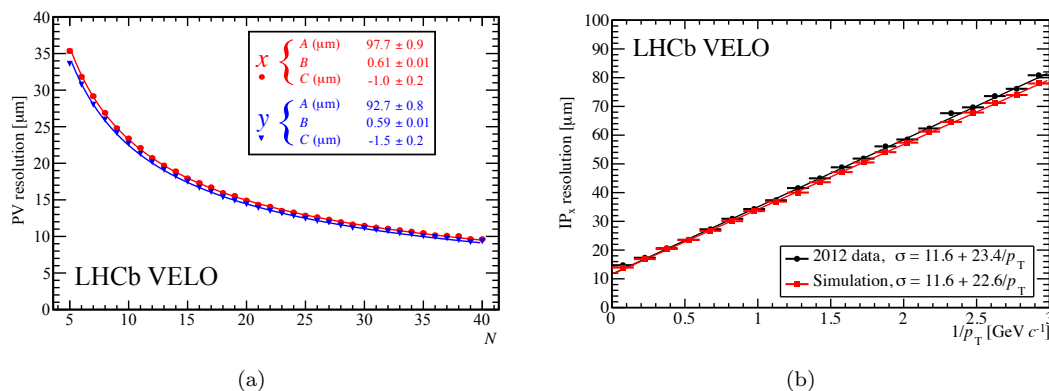 PV resolution [μm]
40
35
30
25
20
15
10
5
0
x
A (μm) 97.7 ± 0.9
B 0.61 ± 0.01
C (μm) -1.0 ± 0.2
y
A (μm) 92.7 ± 0.8
B 0.59 ± 0.01
C (μm) -1.5 ± 0.2
LHCb VELO
5 10 15 20 25 30 35 40
N
(a)
IPx resolution [μm]
100
90
80
70
60
50
40
30
20
10
0
LHCb VELO
2012 data, σ = 11.6 + 23.4/pT
Simulation, σ = 11.6 + 22.6/pT
0 0.5 1 1.5 2 2.5 3
1/pT [GeV c⁻¹]
(b)